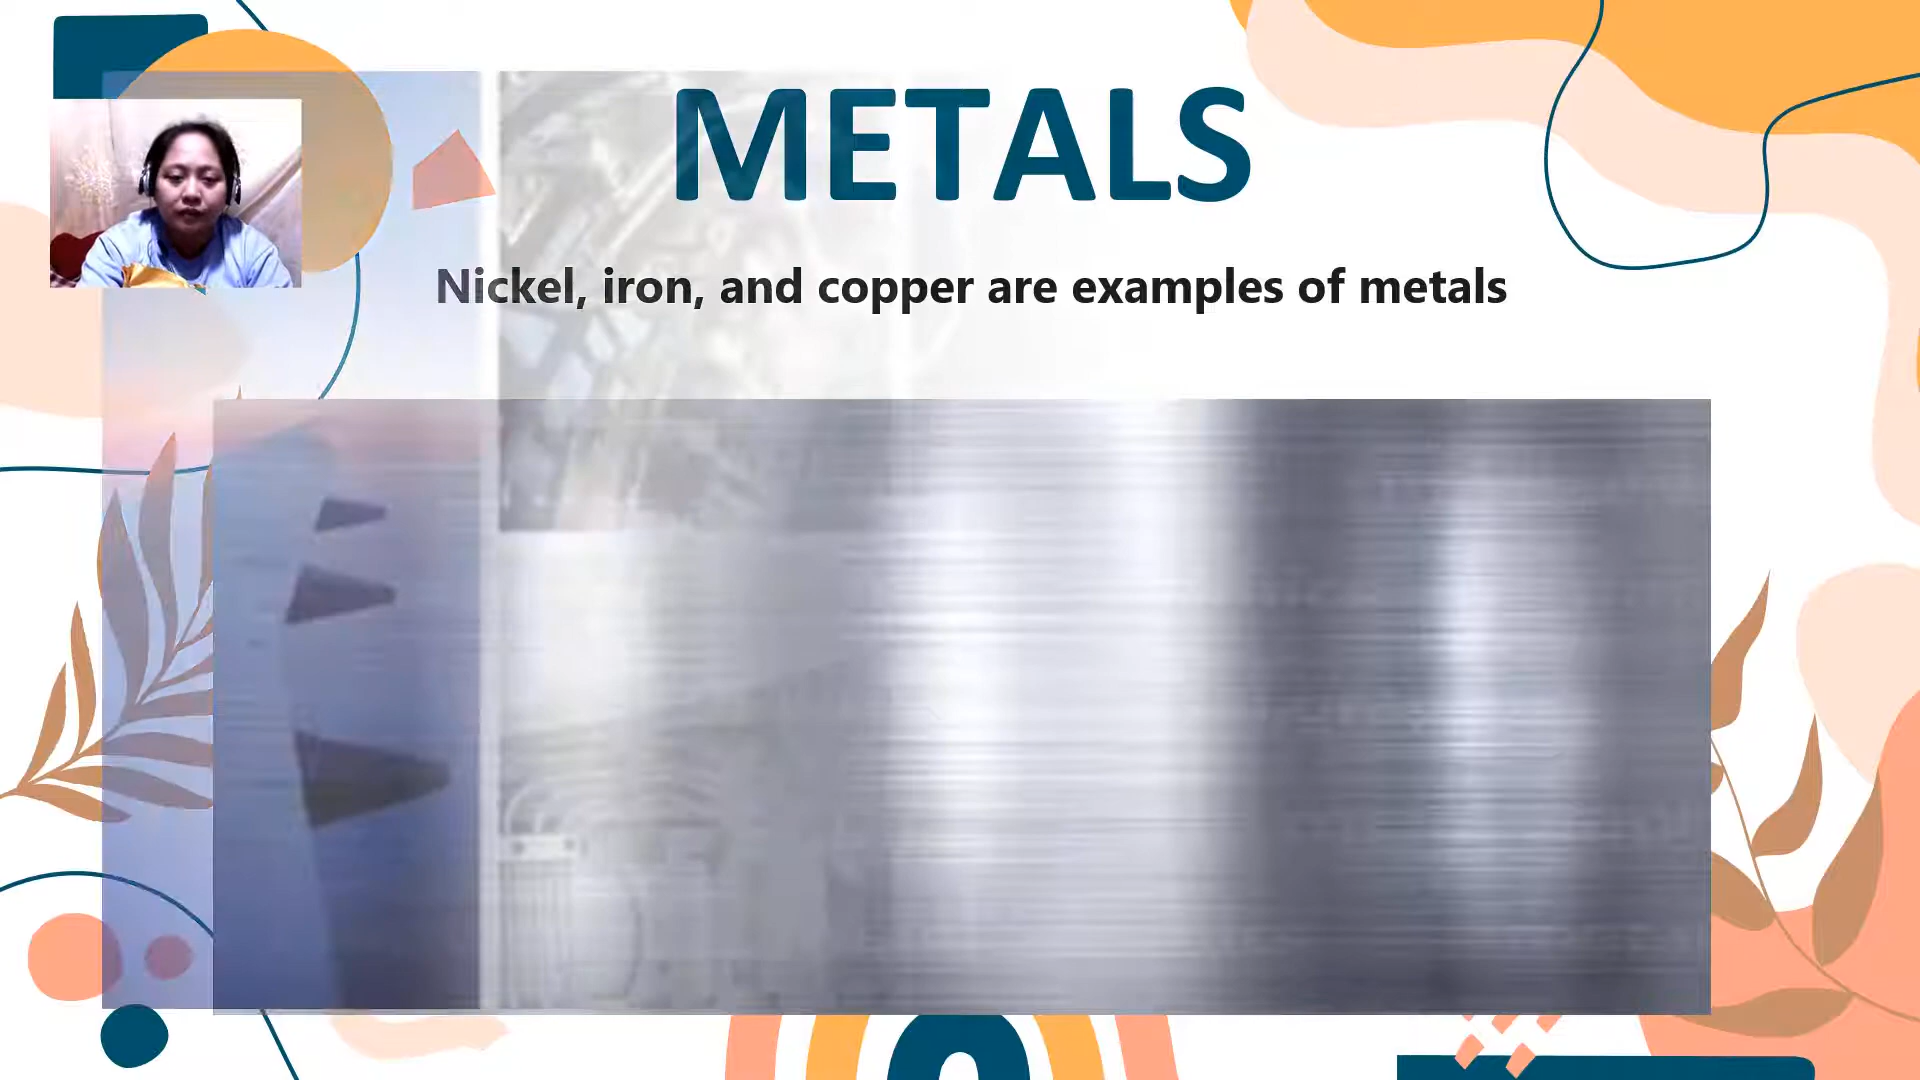 METALS
Nickel, iron, and copper are examples of metals